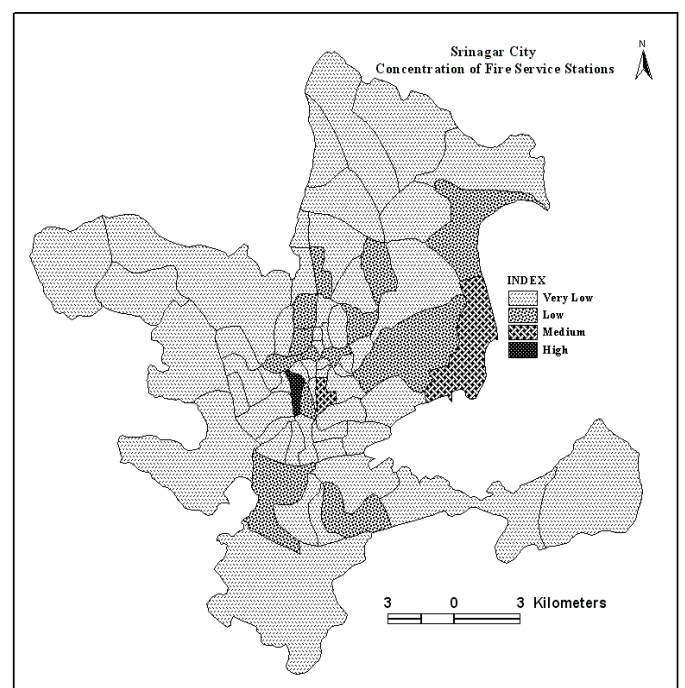 Srinagar City
Concentration of Fire Service Stations
N
INDEX
Very Low
Low
Medium
High
3 0 3 Kilometers